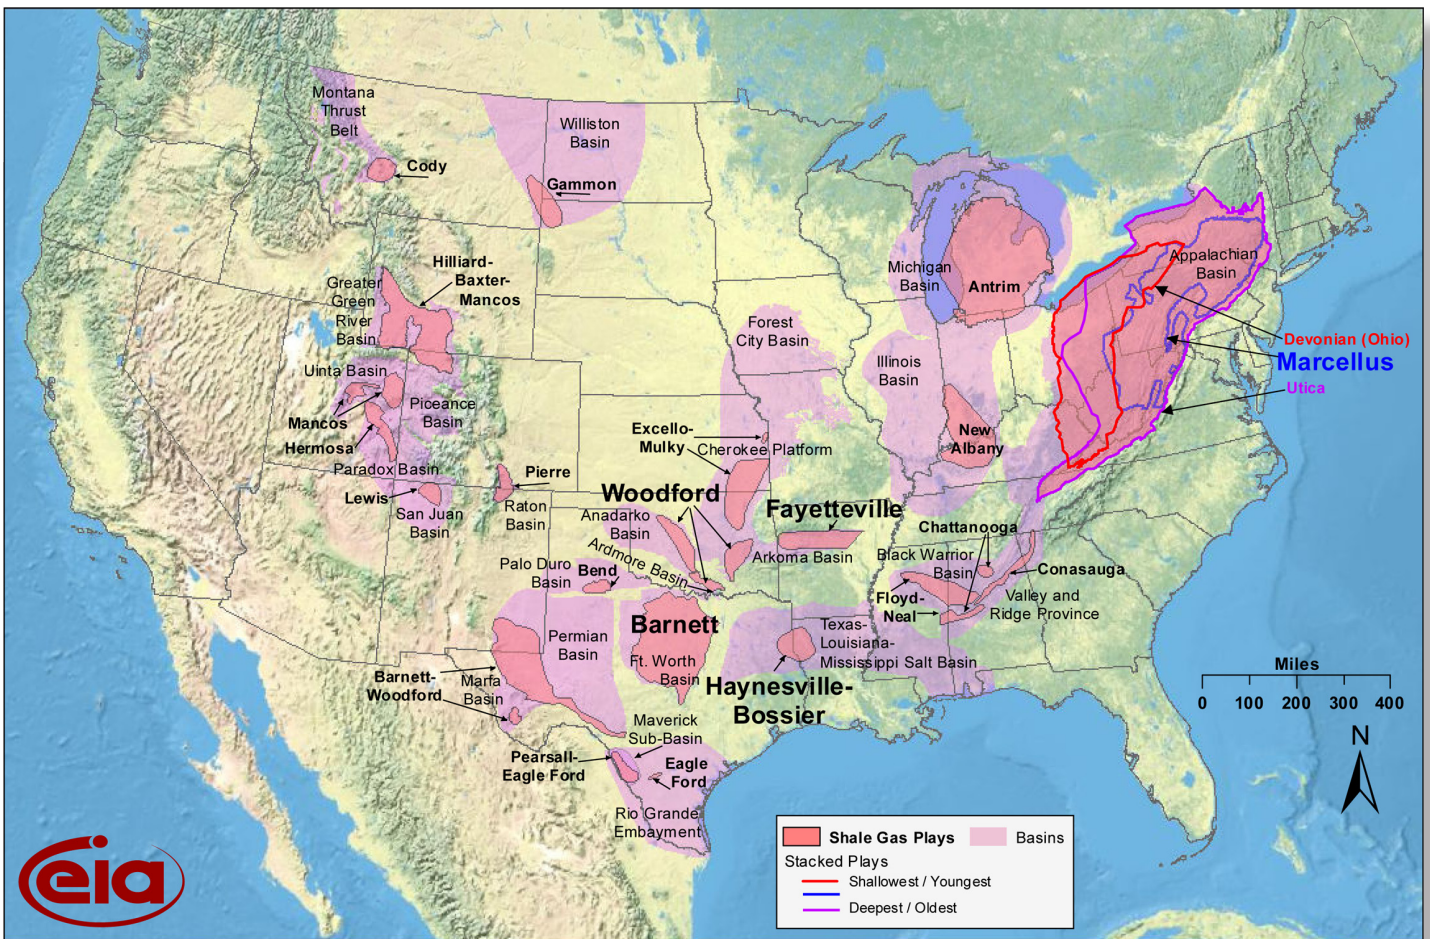 Montana
Thrust
Belt
Cody
Williston
Basin
Gammon
Hilliard-
Baxter-
Mancos
Greater
Green
River
Basin
Uinta Basin
Mancos
Piceance
Basin
Hermosa
Paradox Basin
Lewis
San Juan
Basin
Pierre
Raton
Basin
Michigan
Basin
Antrim
Appalachian
Basin
Devonian (Ohio)
Marcellus
Utica
Forest
City Basin
Illinois
Basin
New
Albany
Excello-
Mulky
Cherokee Platform
Woodford
Fayetteville
Anadarko
Basin
Ardmore Basin
Arkoma Basin
Palo Duro
Basin
Bend
Chattanooga
Black Warrior
Basin
Conasauga
Floyd-
Neal
Valley and
Ridge Province
Barnett
Ft. Worth
Basin
Permian
Basin
Barnett-
Woodford
Marfa
Basin
Texas-
Louisiana-
Mississippi Salt Basin
Haynesville-
Bossier
Maverick
Sub-Basin
Pearsall-
Eagle Ford
Eagle
Ford
Rio Grande
Embayment
Miles
0 100 200 300 400
N
Shale Gas Plays
Basins
Stacked Plays
Shallowest / Youngest
Deepest / Oldest
eia